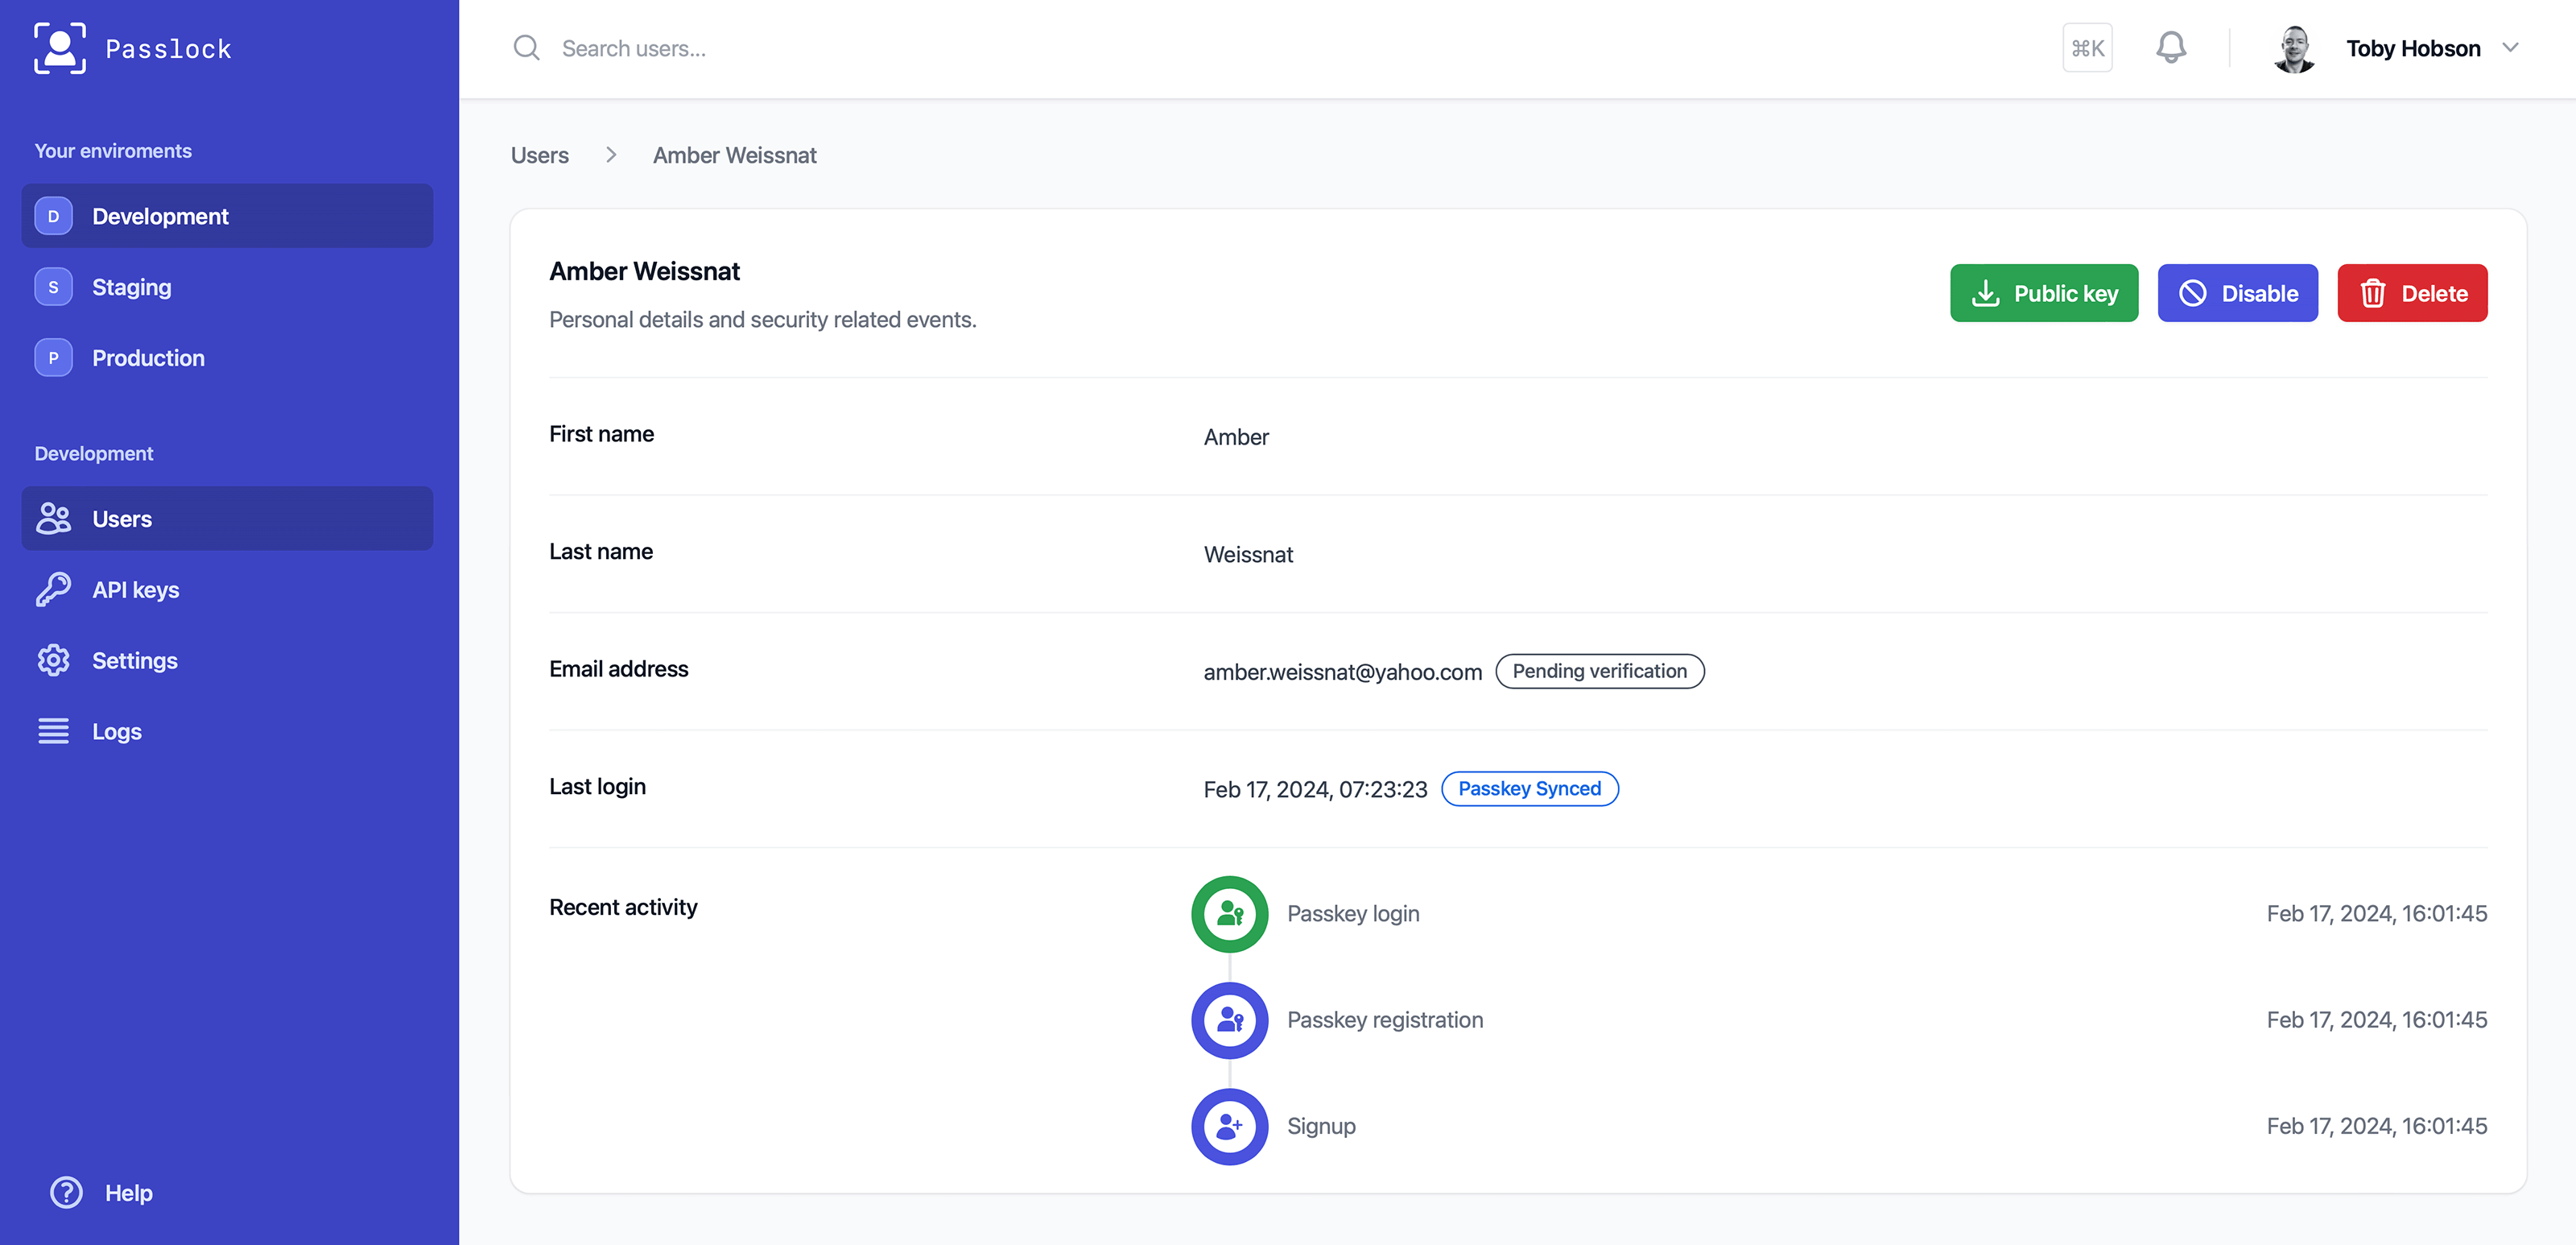 Passlock
Search users...
⌘K
Toby Hobson
Your enviroments
D Development
S Staging
P Production
Development
Users
API keys
Settings
Logs
Help
Users > Amber Weissnat
Amber Weissnat
Personal details and security related events.
Public key
Disable
Delete
First name Amber
Last name Weissnat
Email address amber.weissnat@yahoo.com Pending verification
Last login Feb 17, 2024, 07:23:23 Passkey Synced
Recent activity Passkey login Feb 17, 2024, 16:01:45
Passkey registration Feb 17, 2024, 16:01:45
Signup Feb 17, 2024, 16:01:45